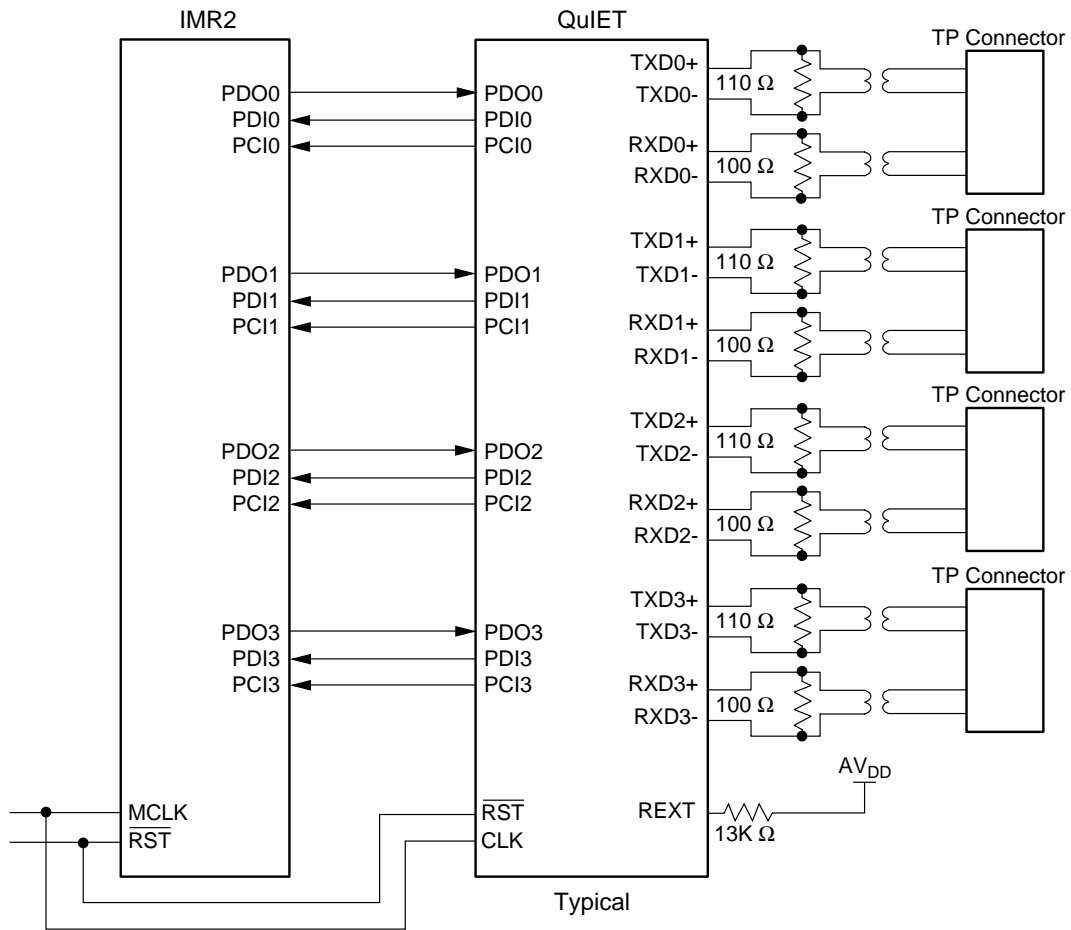 IMR2
QuIET
TP Connector
PDO0
PDI0
PCI0
PDO0
PDI0
PCI0
TXD0+
110 Ω
TXD0-
RXD0+
100 Ω
RXD0-
TP Connector
PDO1
PDI1
PCI1
PDO1
PDI1
PCI1
TXD1+
110 Ω
TXD1-
RXD1+
100 Ω
RXD1-
TP Connector
PDO2
PDI2
PCI2
PDO2
PDI2
PCI2
TXD2+
110 Ω
TXD2-
RXD2+
100 Ω
RXD2-
TP Connector
PDO3
PDI3
PCI3
PDO3
PDI3
PCI3
TXD3+
110 Ω
TXD3-
RXD3+
100 Ω
RXD3-
AVDD
MCLK
RST
RST
CLK
REXT
13K Ω
Typical